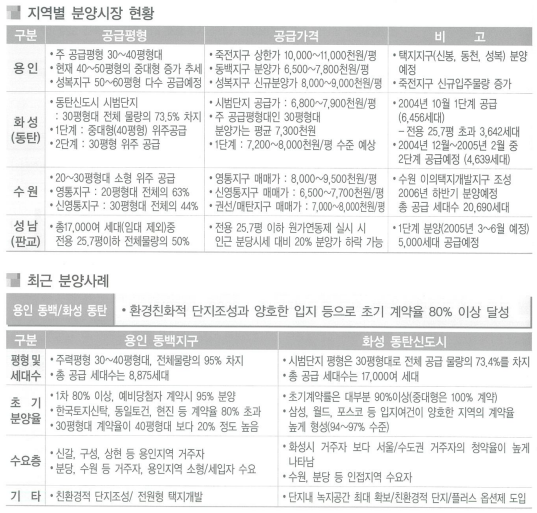 지역별 분양시장 현황
구분 공급평형 공급가격 비 고
용 인
• 주 공급평형 30～40평형대
• 현재 40～50평형의 중대형 증가 추세
• 성복지구 50～60평형 다수 공급예정
• 죽전지구 상한가 10,000～11,000천원/평
• 동백지구 분양가 6,500～7,800천원/평
• 성복지구 신규분양가 8,000～9,000천원/평
• 택지지구(신봉, 동천, 성복) 분양
예정
• 죽전지구 신규입주물량 증가
화 성
(동탄)
• 동탄신도시 시범단지
: 30평형대 전체 물량의 73.5% 차지
• 1단계 : 중대형(40평형) 위주공급
• 2단계 : 30평형 위주 공급
• 시범단지 공급가 : 6,800～7,900천원/평
• 주 공급평형대인 30평형대
분양가는 평균 7,300천원
• 1단계 : 7,200～8,000천원/평 수준 예상
• 2004년 10월 1단계 공급
(6,456세대)
– 전용 25.7평 초과 3,642세대
• 2004년 12월～2005년 2월 중
2단계 공급예정 (4,639세대)
수 원
• 20～30평형대 소형 위주 공급
• 영통지구 : 20평형대 전체의 63%
• 신영통지구 : 30평형대 전체의 44%
• 영통지구 매매가 : 8,000～9,500천원/평
• 신영통지구 매매가 : 6,500～7,700천원/평
• 권선/매탄지구 매매가 : 7,000～8,000천원/평
• 수원 이의택지개발지구 조성
2006년 하반기 분양예정
총 공급 세대수 20,690세대
성 남
(판교)
• 총17,000여 세대(임대 제외)중
전용 25.7평이하 전체물량의 50%
• 전용 25.7평 이하 원가연동제 실시 시
인근 분당시세 대비 20% 분양가 하락 가능
• 1단계 분양(2005년 3～6월 예정)
5,000세대 공급예정
최근 분양사례
용인 동백/화성 동탄 • 환경친화적 단지조성과 양호한 입지 등으로 초기 계약율 80% 이상 달성
구분 용인 동백지구 화성 동탄신도시
평형 및
세대수
• 주력평형 30～40평형대, 전체물량의 95% 차지
• 총 공급 세대수는 8,875세대
• 시범단지 평형은 30평형대로 전체 공급 물량의 73.4%를 차지
• 총 공급 세대수는 17,000여 세대
초 기
분양율
• 1차 80% 이상, 예비당첨자 계약시 95% 분양
• 한국토지신탁, 동일토건, 현진 등 계약율 80% 초과
• 30평형대 계약율이 40평형대 보다 20% 정도 높음
• 초기계약률은 대부분 90%이상(중대형은 100% 계약)
• 삼성, 월드, 포스코 등 입지여건이 양호한 지역의 계약율
높게 형성(94～97% 수준)
수요층
• 신갈, 구성, 상현 등 용인지역 거주자
• 분당, 수원 등 거주자, 용인지역 소형/세입자 수요
• 화성시 거주자 보다 서울/수도권 거주자의 청약율이 높게
나타남
• 수원, 분당 등 인접지역 수요자
기 타
• 친환경적 단지조성/ 전원형 택지개발
• 단지내 녹지공간 최대 확보/친환경적 단지/플러스 옵션제 도입